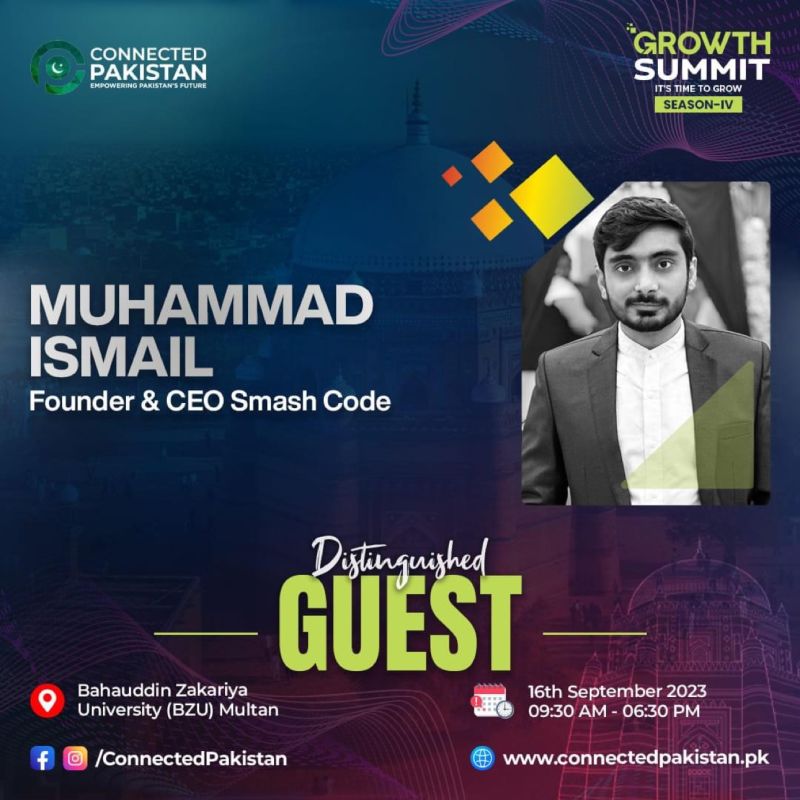 CONNECTED
PAKISTAN
EMPOWERING PAKISTAN'S FUTURE
GROWTH
SUMMIT
IT'S TIME TO GROW
SEASON-IV
MUHAMMAD
ISMAIL
Founder & CEO Smash Code
Distinguished
GUEST
Bahauddin Zakariya
University (BZU) Multan
16th September 2023
09:30 AM - 06:30 PM
/ConnectedPakistan
www.connectedpakistan.pk